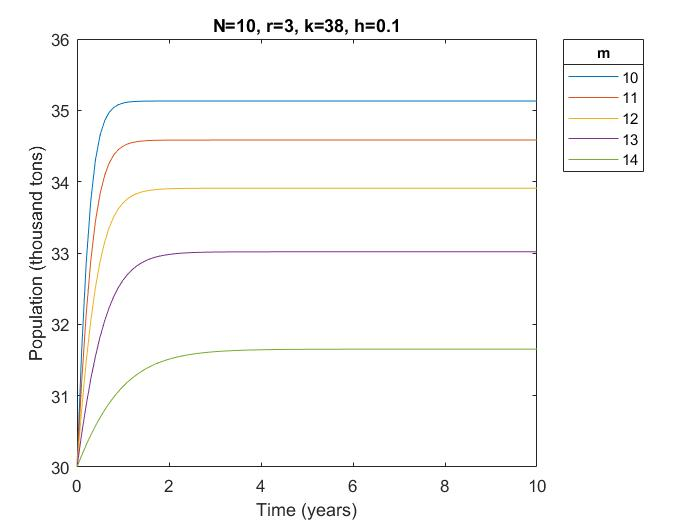 N=10, r=3, k=38, h=0.1
36
35
34
33
32
31
30
Population (thousand tons)
0 2 4 6 8 10
Time (years)
m
10
11
12
13
14